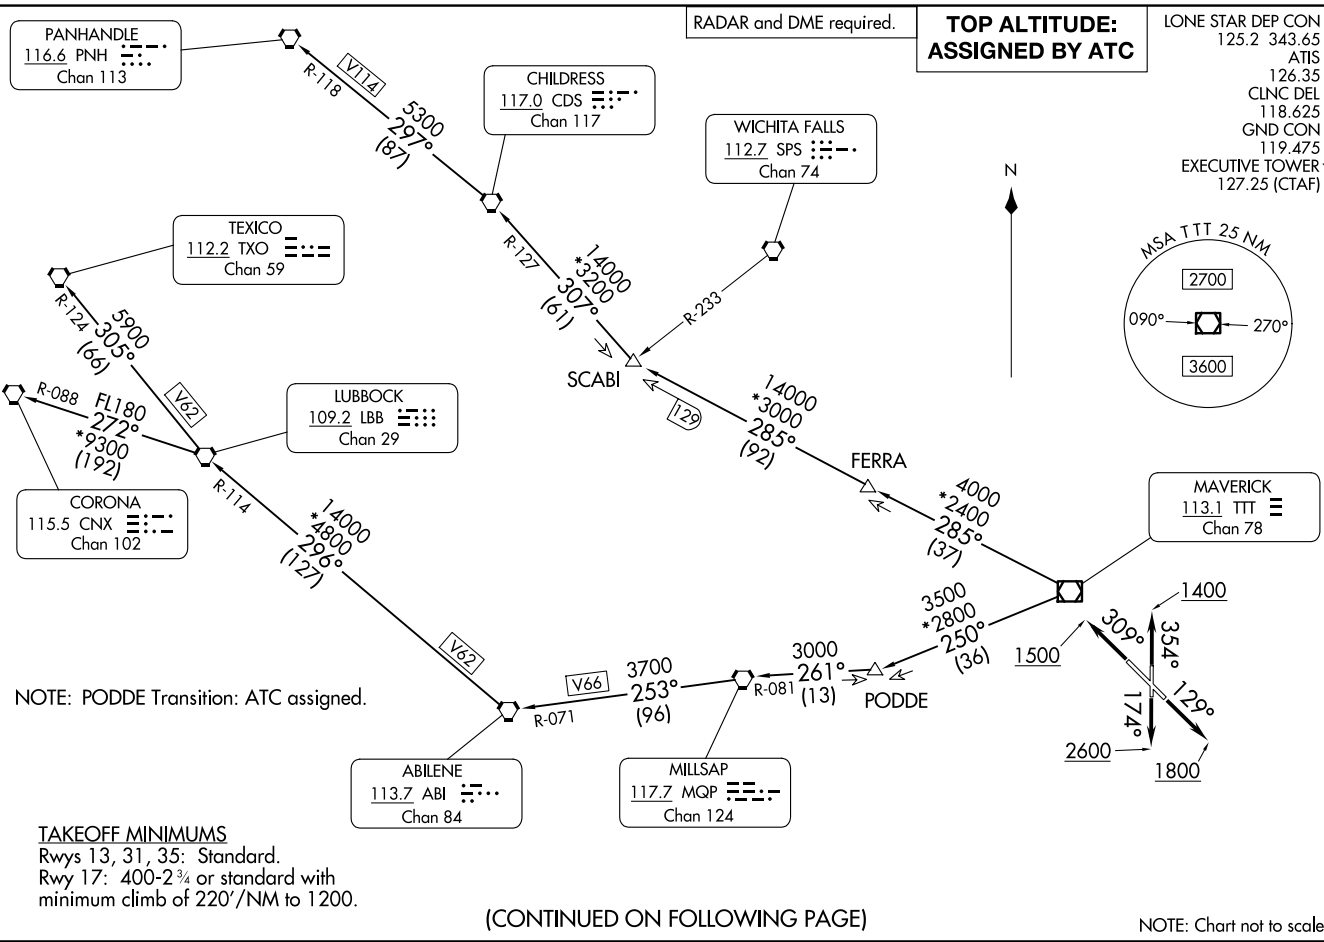 RADAR and DME required.
TOP ALTITUDE:
ASSIGNED BY ATC
LONE STAR DEP CON
125.2 343.65
ATIS
126.35
CLNC DEL
118.625
GND CON
119.475
EXECUTIVE TOWER
127.25 (CTAF)
PANHANDLE
116.6 PNH
Chan 113
R-118
V114
5300
297°
(87)
CHILDRESS
117.0 CDS
Chan 117
WICHITA FALLS
112.7 SPS
Chan 74
N
MSA TTT 25 NM
2700
090°
270°
3600
TEXICO
112.2 TXO
Chan 59
R-127
14000
*3200
307°
(61)
R-233
SCABI
129
R-124
5900
305°
(66)
V62
R-088
FL180
272°
*9300
(192)
LUBBOCK
109.2 LBB
Chan 29
14000
*3000
285°
(92)
FERRA
CORONA
115.5 CNX
Chan 102
R-114
14000
*4800
296°
(127)
4000
*2400
285°
(37)
MAVERICK
113.1 TTT
Chan 78
3500
*2800
250°
(36)
1400
1500
309°
354°
174°
129°
2600
1800
V62
V66
3700
253°
(96)
R-071
3000
261°
(13)
R-081
PODDE
NOTE: PODDE Transition: ATC assigned.
ABILENE
113.7 ABI
Chan 84
MILLSAP
117.7 MQP
Chan 124
TAKEOFF MINIMUMS
Rwys 13, 31, 35: Standard.
Rwy 17: 400-2¾ or standard with
minimum climb of 220'/NM to 1200.
(CONTINUED ON FOLLOWING PAGE)
NOTE: Chart not to scale